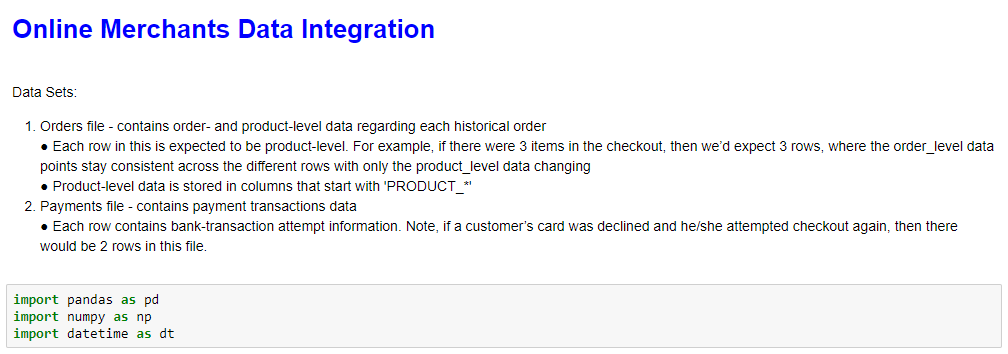 Online Merchants Data Integration
Data Sets:
1. Orders file - contains order- and product-level data regarding each historical order
● Each row in this is expected to be product-level. For example, if there were 3 items in the checkout, then we'd expect 3 rows, where the order_level data
points stay consistent across the different rows with only the product_level data changing
● Product-level data is stored in columns that start with 'PRODUCT_*'
2. Payments file - contains payment transactions data
● Each row contains bank-transaction attempt information. Note, if a customer's card was declined and he/she attempted checkout again, then there
would be 2 rows in this file.
import pandas as pd
import numpy as np
import datetime as dt